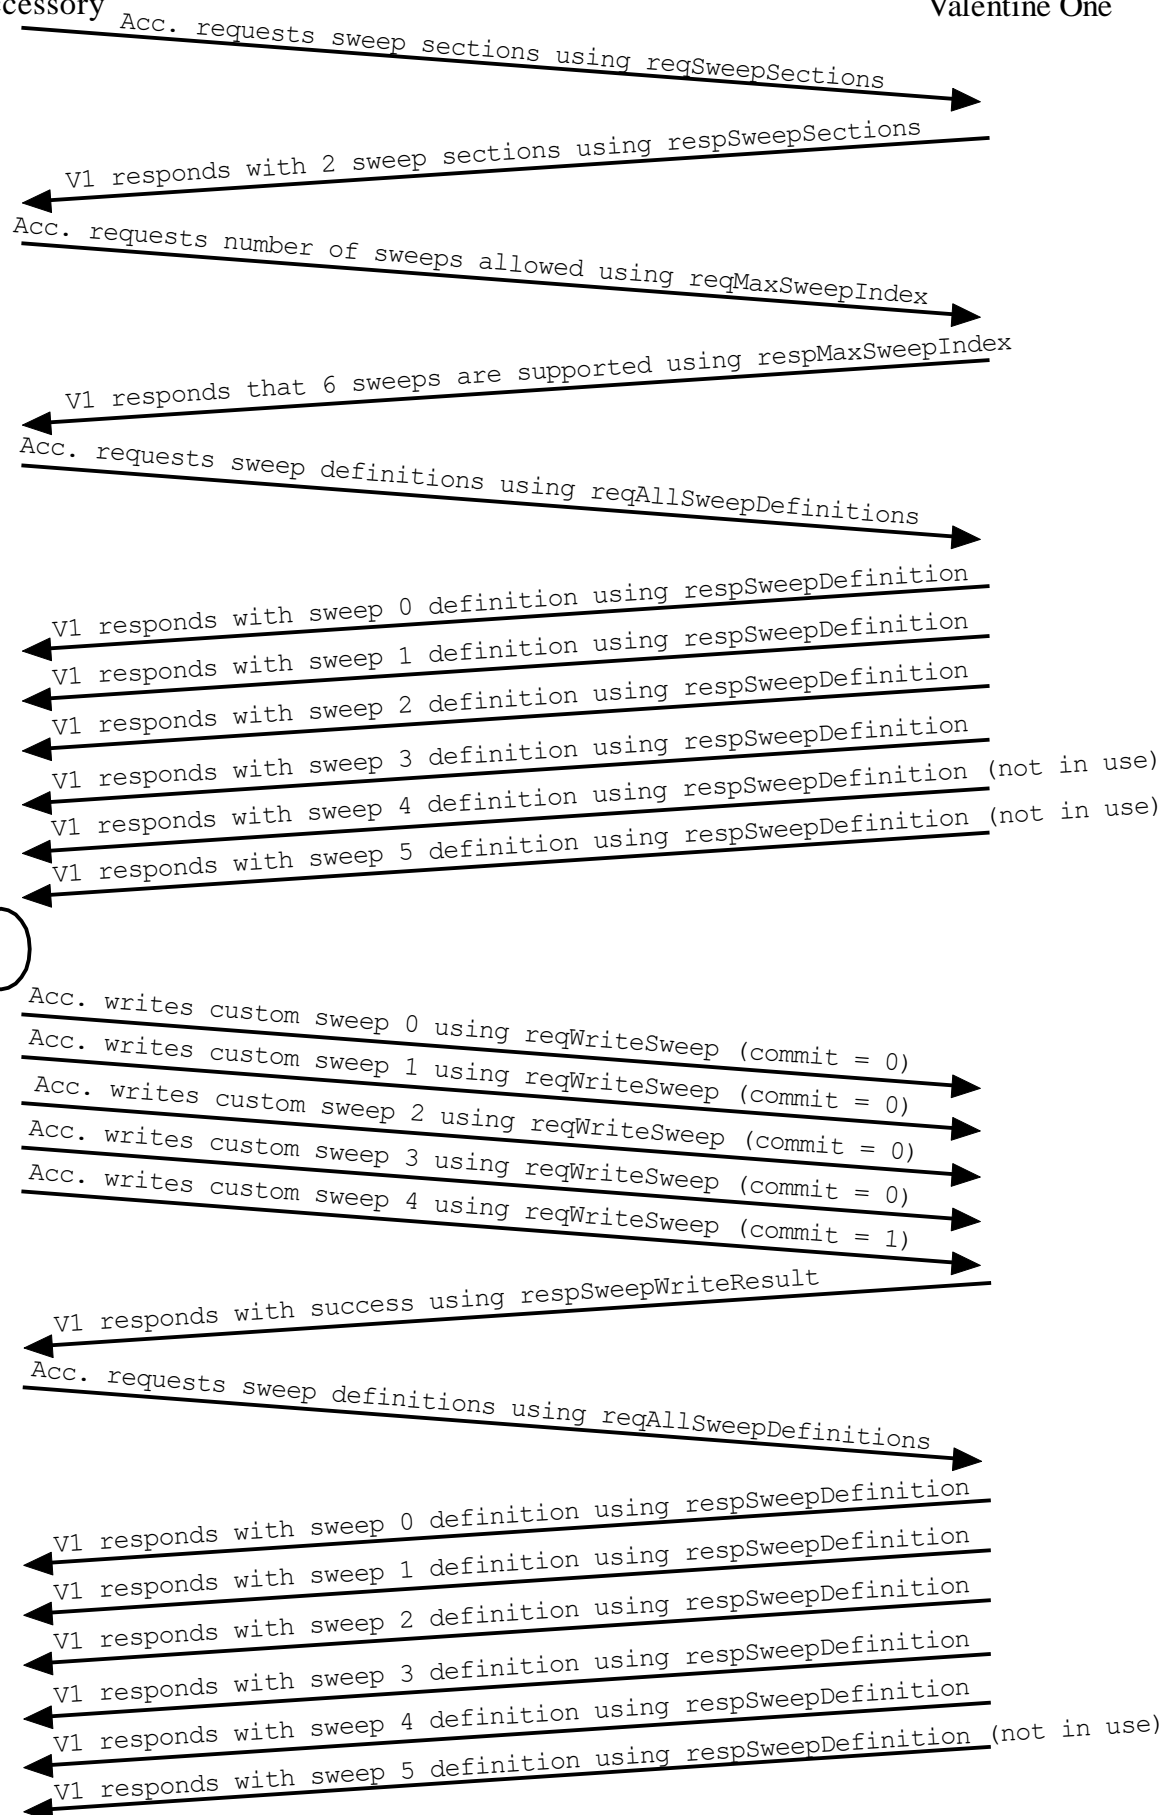 ccessory
Valentine One
Acc. requests sweep sections using reqSweepSections
V1 responds with 2 sweep sections using respSweepSections
Acc. requests number of sweeps allowed using reqMaxSweepIndex
V1 responds that 6 sweeps are supported using respMaxSweepIndex
Acc. requests sweep definitions using reqAllSweepDefinitions
V1 responds with sweep 0 definition using respSweepDefinition
V1 responds with sweep 1 definition using respSweepDefinition
V1 responds with sweep 2 definition using respSweepDefinition
V1 responds with sweep 3 definition using respSweepDefinition
V1 responds with sweep 4 definition using respSweepDefinition (not in use)
V1 responds with sweep 5 definition using respSweepDefinition (not in use)
Acc. writes custom sweep 0 using reqWriteSweep (commit = 0)
Acc. writes custom sweep 1 using reqWriteSweep (commit = 0)
Acc. writes custom sweep 2 using reqWriteSweep (commit = 0)
Acc. writes custom sweep 3 using reqWriteSweep (commit = 0)
Acc. writes custom sweep 4 using reqWriteSweep (commit = 1)
V1 responds with success using respSweepWriteResult
Acc. requests sweep definitions using reqAllSweepDefinitions
V1 responds with sweep 0 definition using respSweepDefinition
V1 responds with sweep 1 definition using respSweepDefinition
V1 responds with sweep 2 definition using respSweepDefinition
V1 responds with sweep 3 definition using respSweepDefinition
V1 responds with sweep 4 definition using respSweepDefinition
V1 responds with sweep 5 definition using respSweepDefinition (not in use)